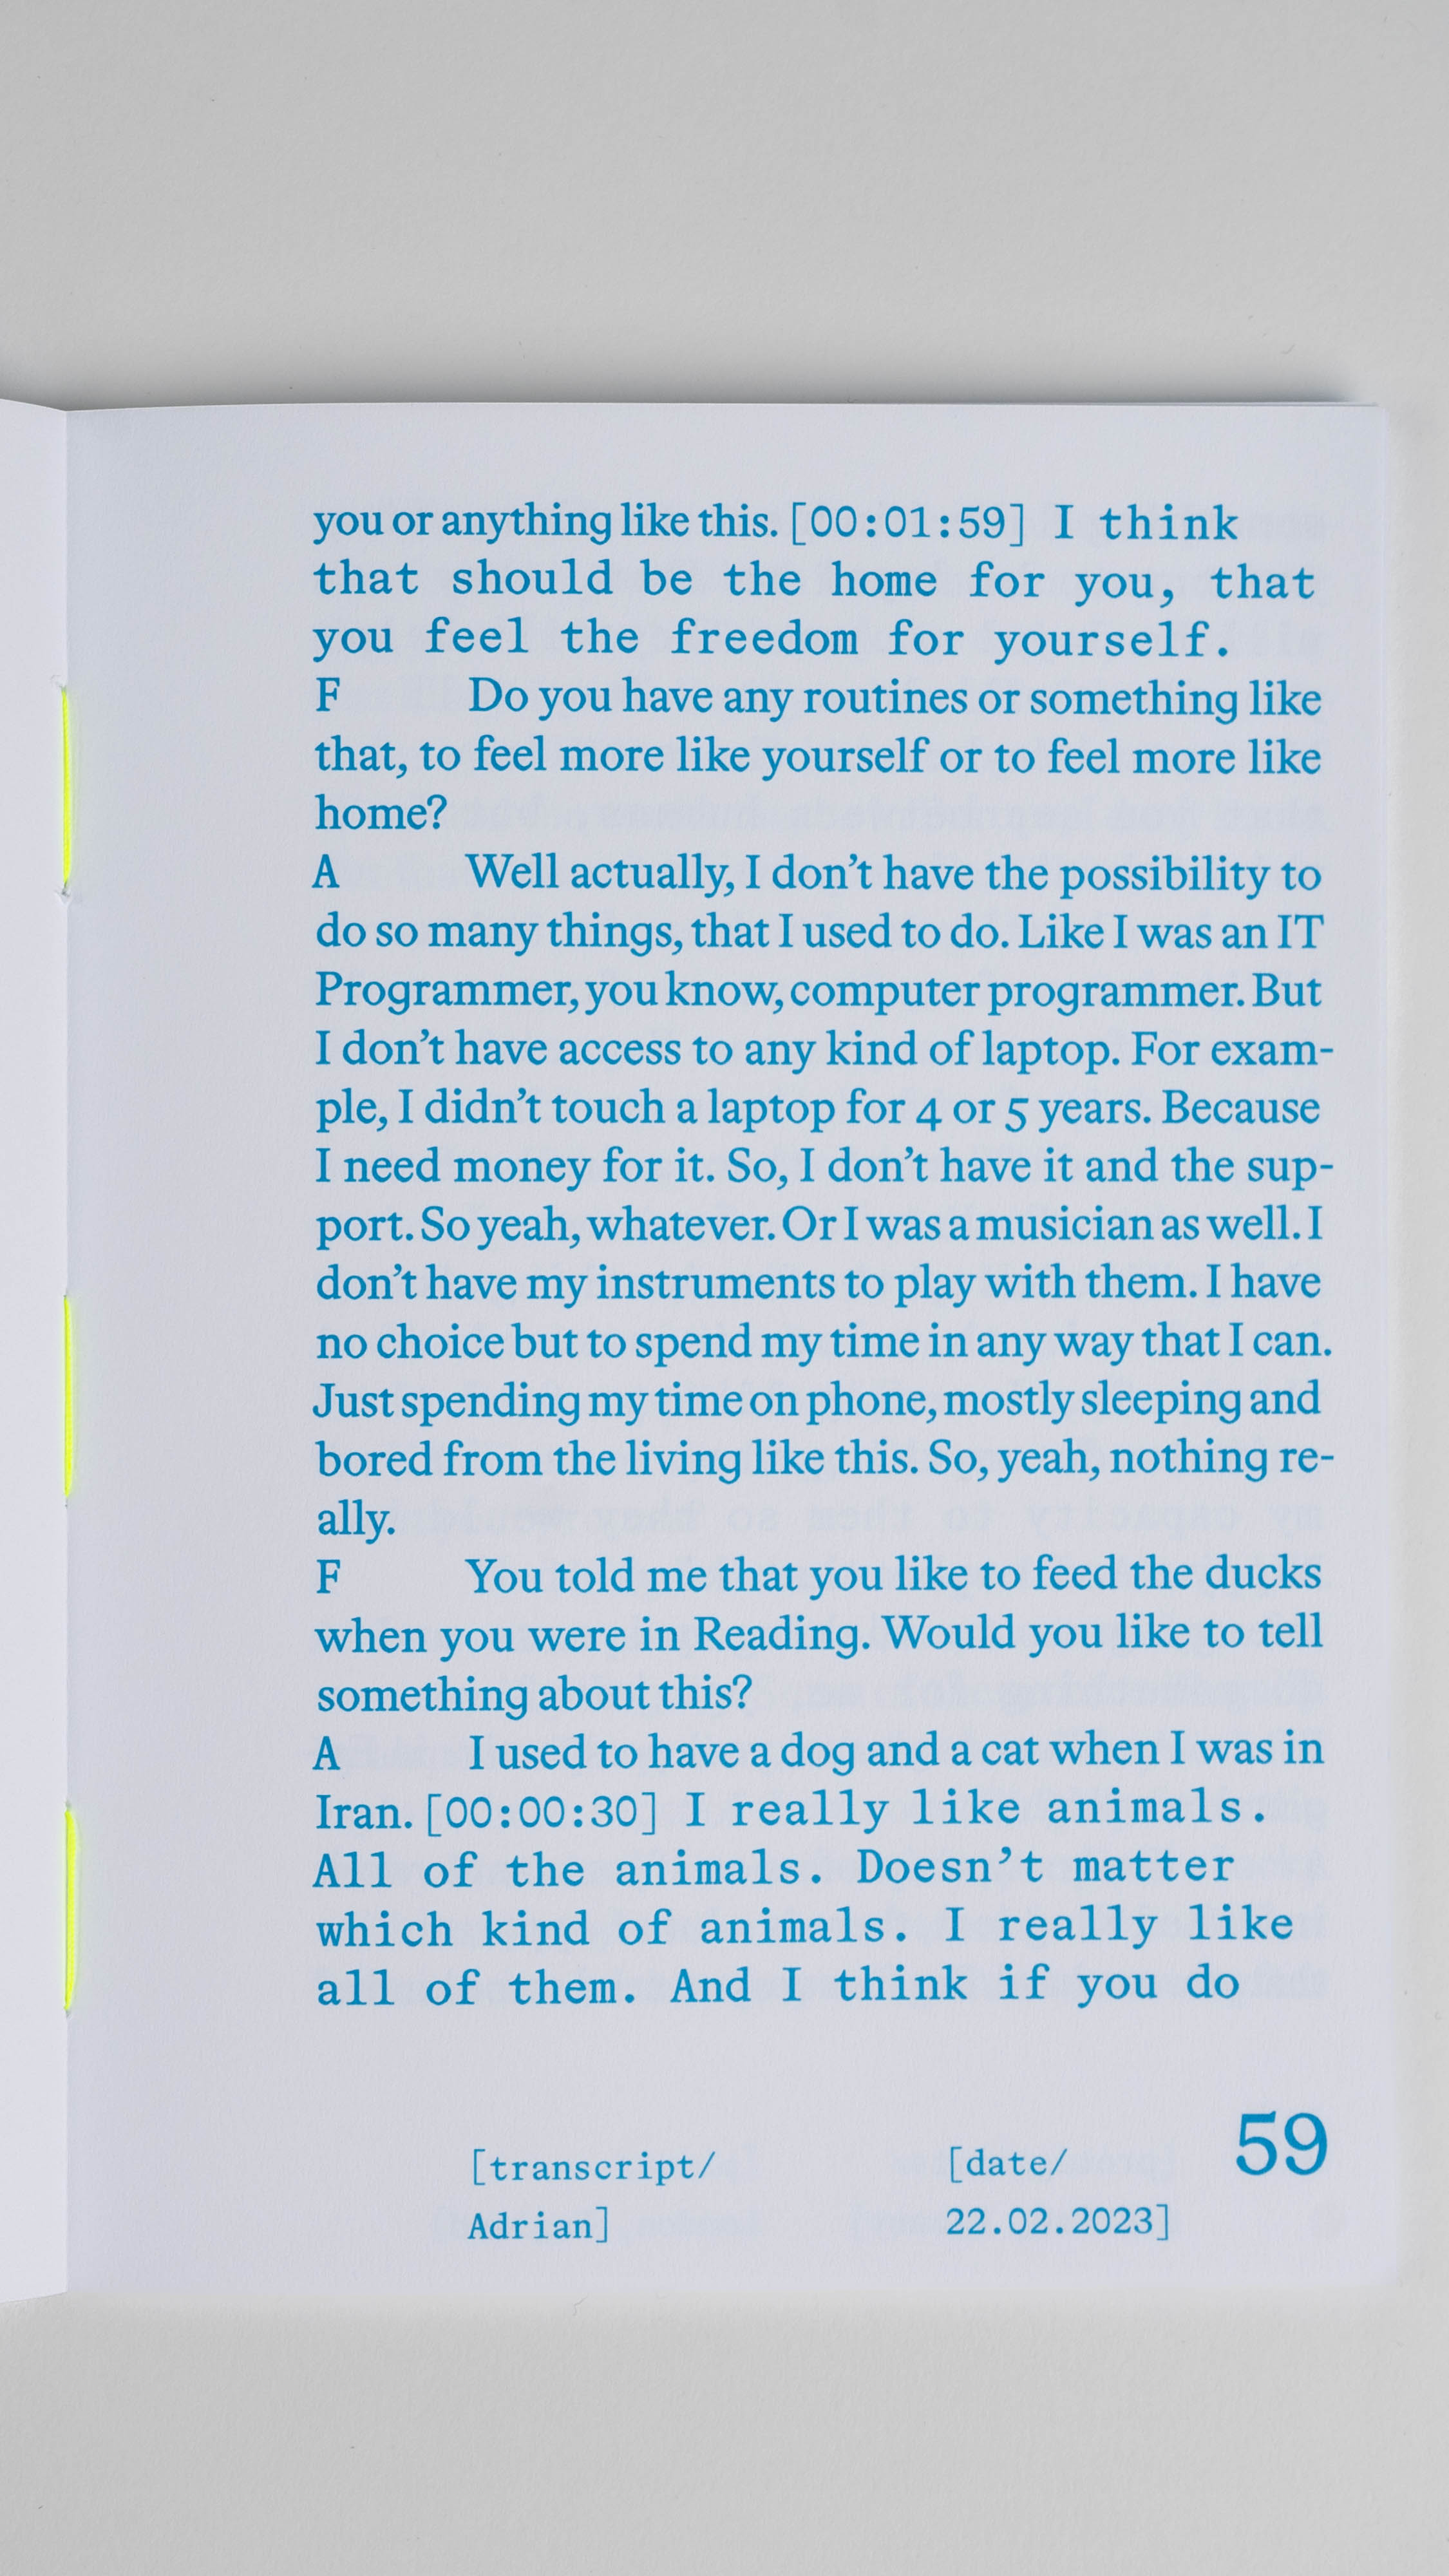 you or anything like this. [00:01:59] I think
that should be the home for you, that
you feel the freedom for yourself.
F Do you have any routines or something like
that, to feel more like yourself or to feel more like
home?
A Well actually, I don’t have the possibility to
do so many things, that I used to do. Like I was an IT
Programmer, you know, computer programmer. But
I don’t have access to any kind of laptop. For exam-
ple, I didn’t touch a laptop for 4 or 5 years. Because
I need money for it. So, I don’t have it and the sup-
port. So yeah, whatever. Or I was a musician as well. I
don’t have my instruments to play with them. I have
no choice but to spend my time in any way that I can.
Just spending my time on phone, mostly sleeping and
bored from the living like this. So, yeah, nothing re-
ally.
F You told me that you like to feed the ducks
when you were in Reading. Would you like to tell
something about this?
A I used to have a dog and a cat when I was in
Iran. [00:00:30] I really like animals.
All of the animals. Doesn’t matter
which kind of animals. I really like
all of them. And I think if you do
[transcript/
Adrian]
[date/
22.02.2023]
59